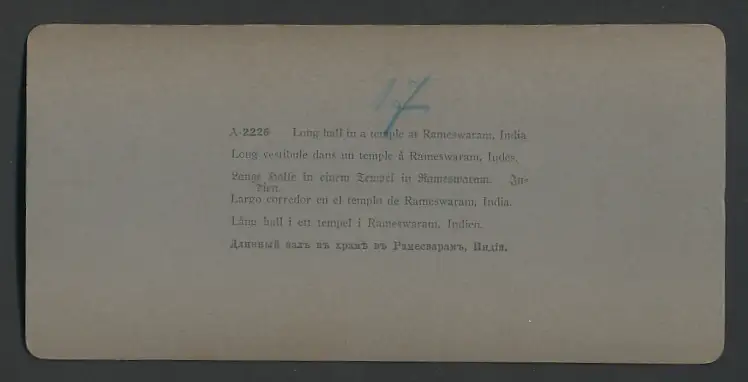 17
A-2226 Long hall in a temple at Rameswaram, India
Long vestibule dans un temple à Rameswaram, Indes.
Lange Halle in einem Tempel in Rameswaram. In-
dien.
Largo corredor en el templo de Rameswaram, India.
Lång hall i ett tempel i Rameswaram, Indien.
Длинный залъ въ храмѣ въ Рамесварамъ, Индія.